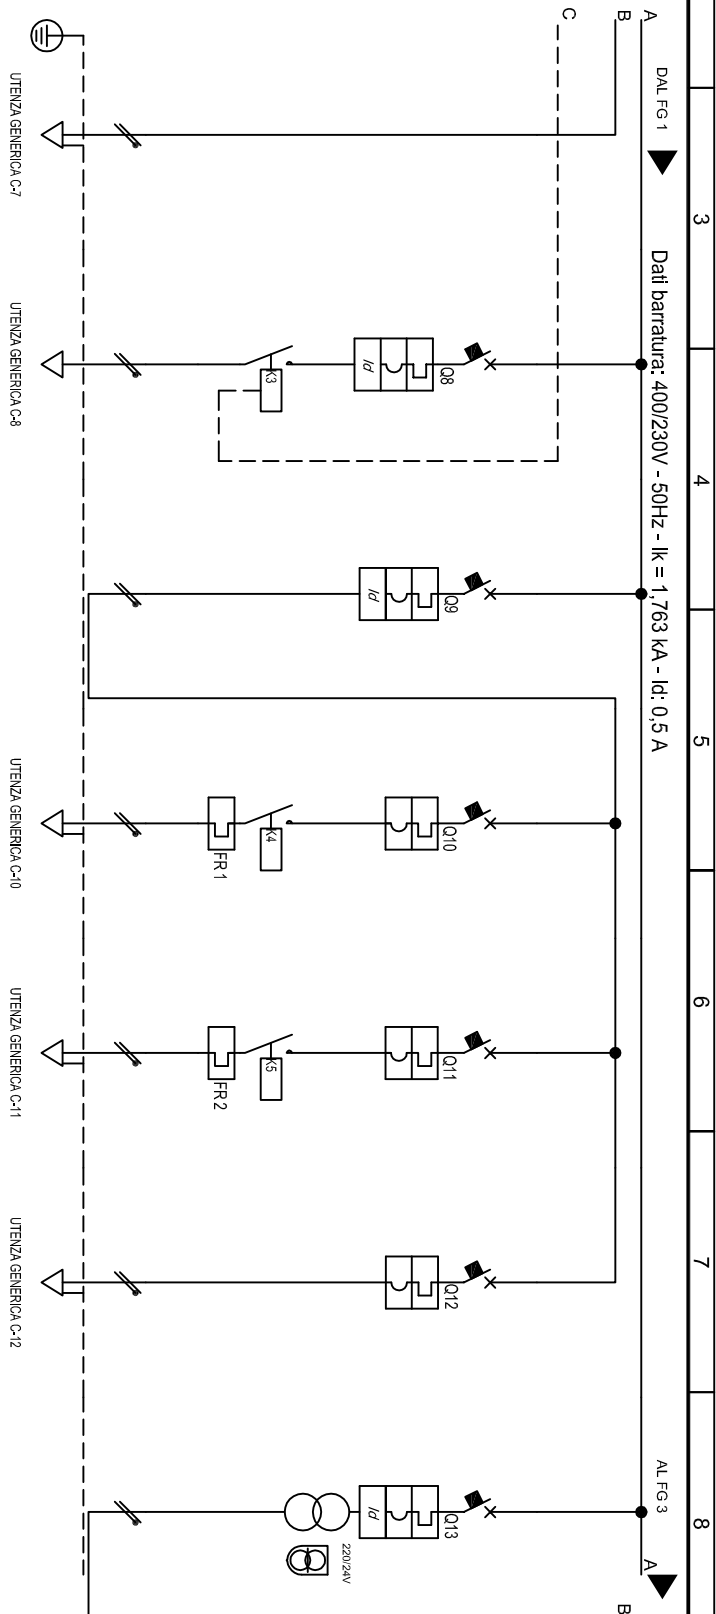 3
4
5
6
7
8
A
B
C
DAL FG 1
Dati barratura: 400/230V - 50Hz - Ik = 1,763 kA - Id: 0,5 A
AL FG 3
A
B
Q8
Id
K3
Q9
Id
Q10
K4
FR1
Q11
K5
FR2
Q12
Q13
Id
220/24V
UTENZA GENERICA C-7
UTENZA GENERICA C-8
UTENZA GENERICA C-10
UTENZA GENERICA C-11
UTENZA GENERICA C-12